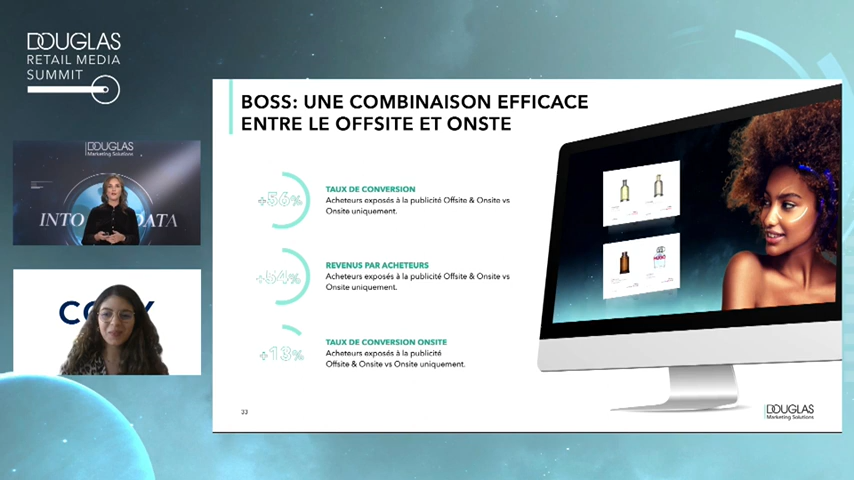 DOUGLAS
RETAIL MEDIA
SUMMIT
DOUGLAS
Marketing Solutions
INTO DATA
BOSS: UNE COMBINAISON EFFICACE
ENTRE LE OFFSITE ET ONSTE
+56%
TAUX DE CONVERSION
Acheteurs exposés à la publicité Offsite & Onsite vs
Onsite uniquement.
+54%
REVENUS PAR ACHETEURS
Acheteurs exposés à la publicité Offsite & Onsite vs
Onsite uniquement.
+13%
TAUX DE CONVERSION ONSITE
Acheteurs exposés à la publicité
Offsite & Onsite vs Onsite uniquement.
HUGO
33
DOUGLAS
Marketing Solutions